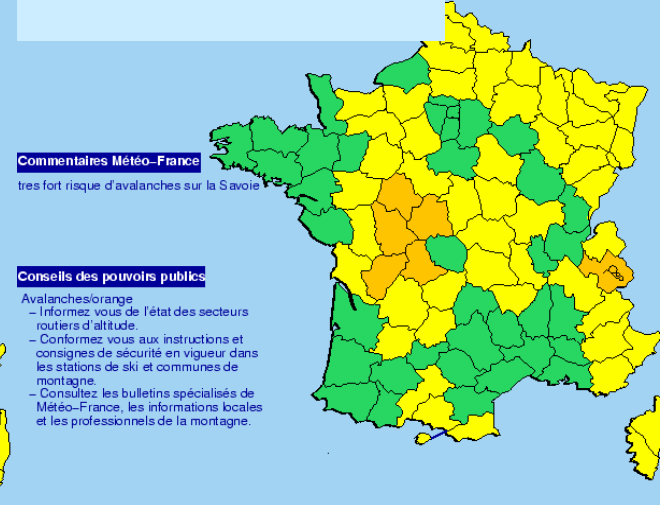 Commentaires Météo–France
tres fort risque d'avalanches sur la Savoie
Conseils des pouvoirs publics
Avalanches/orange
– Informez vous de l'état des secteurs
routiers d'altitude.
– Conformez vous aux instructions et
consignes de sécurité en vigueur dans
les stations de ski et communes de
montagne.
– Consultez les bulletins spécialisés de
Météo–France, les informations locales
et les professionnels de la montagne.